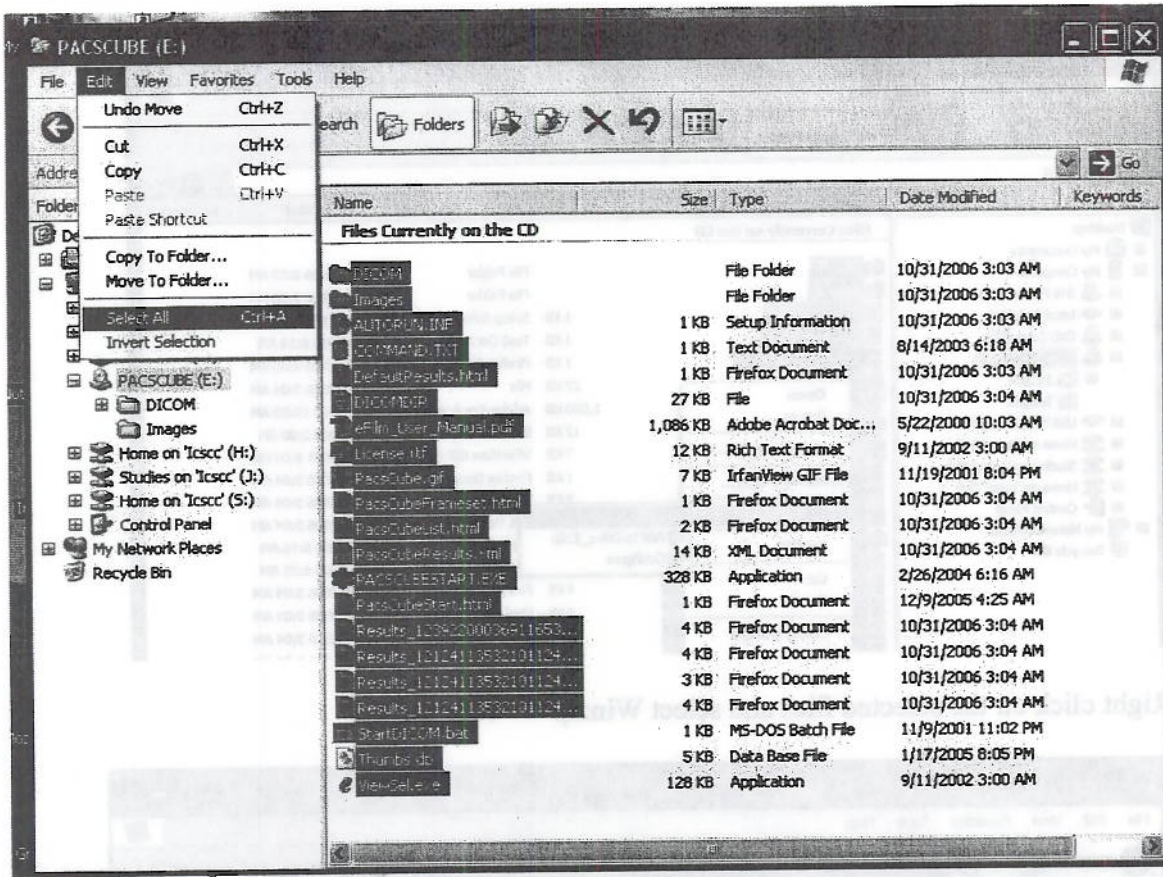 PACSCUBE (E:)
File Edit View Favorites Tools Help
Undo Move Ctrl+Z
Cut Ctrl+X
Copy Ctrl+C
Paste Ctrl+V
Paste Shortcut
Copy To Folder...
Move To Folder...
Select All Ctrl+A
Invert Selection
earch Folders
Addre Go
Folder
De
PACSCUBE (E:)
DICOM
Images
Home on 'Icscc' (H:)
Studies on 'Icscc' (J:)
Home on 'Icscc' (S:)
Control Panel
My Network Places
Recycle Bin
Name Size Type Date Modified Keywords
Files Currently on the CD
DICOM File Folder 10/31/2006 3:03 AM
Images File Folder 10/31/2006 3:03 AM
AUTORUN.INF 1 KB Setup Information 10/31/2006 3:03 AM
COMMAND.TXT 1 KB Text Document 8/14/2003 6:18 AM
DefaultResults.html 1 KB Firefox Document 10/31/2006 3:03 AM
DICOMDIR 27 KB File 10/31/2006 3:04 AM
eFilm_User_Manual.pdf 1,086 KB Adobe Acrobat Doc... 5/22/2000 10:03 AM
License.rtf 12 KB Rich Text Format 9/11/2002 3:00 AM
PacsCube.gif 7 KB IrfanView GIF File 11/19/2001 8:04 PM
PacsCubeFrameset.html 1 KB Firefox Document 10/31/2006 3:04 AM
PacsCubeList.html 2 KB Firefox Document 10/31/2006 3:04 AM
PacsCubeResults.xml 14 KB XML Document 10/31/2006 3:04 AM
PACSCUBESTART.EXE 328 KB Application 2/26/2004 6:16 AM
PacsCubeStart.html 1 KB Firefox Document 12/9/2005 4:25 AM
4 KB Firefox Document 10/31/2006 3:04 AM
Results_12124113532101124... 4 KB Firefox Document 10/31/2006 3:04 AM
Results_12124113532101124... 3 KB Firefox Document 10/31/2006 3:04 AM
Results_12124113532101124... 4 KB Firefox Document 10/31/2006 3:04 AM
StartDICOM.bat 1 KB MS-DOS Batch File 11/9/2001 11:02 PM
Thumbs.db 5 KB Data Base File 1/17/2005 8:05 PM
ViewSel.exe 128 KB Application 9/11/2002 3:00 AM